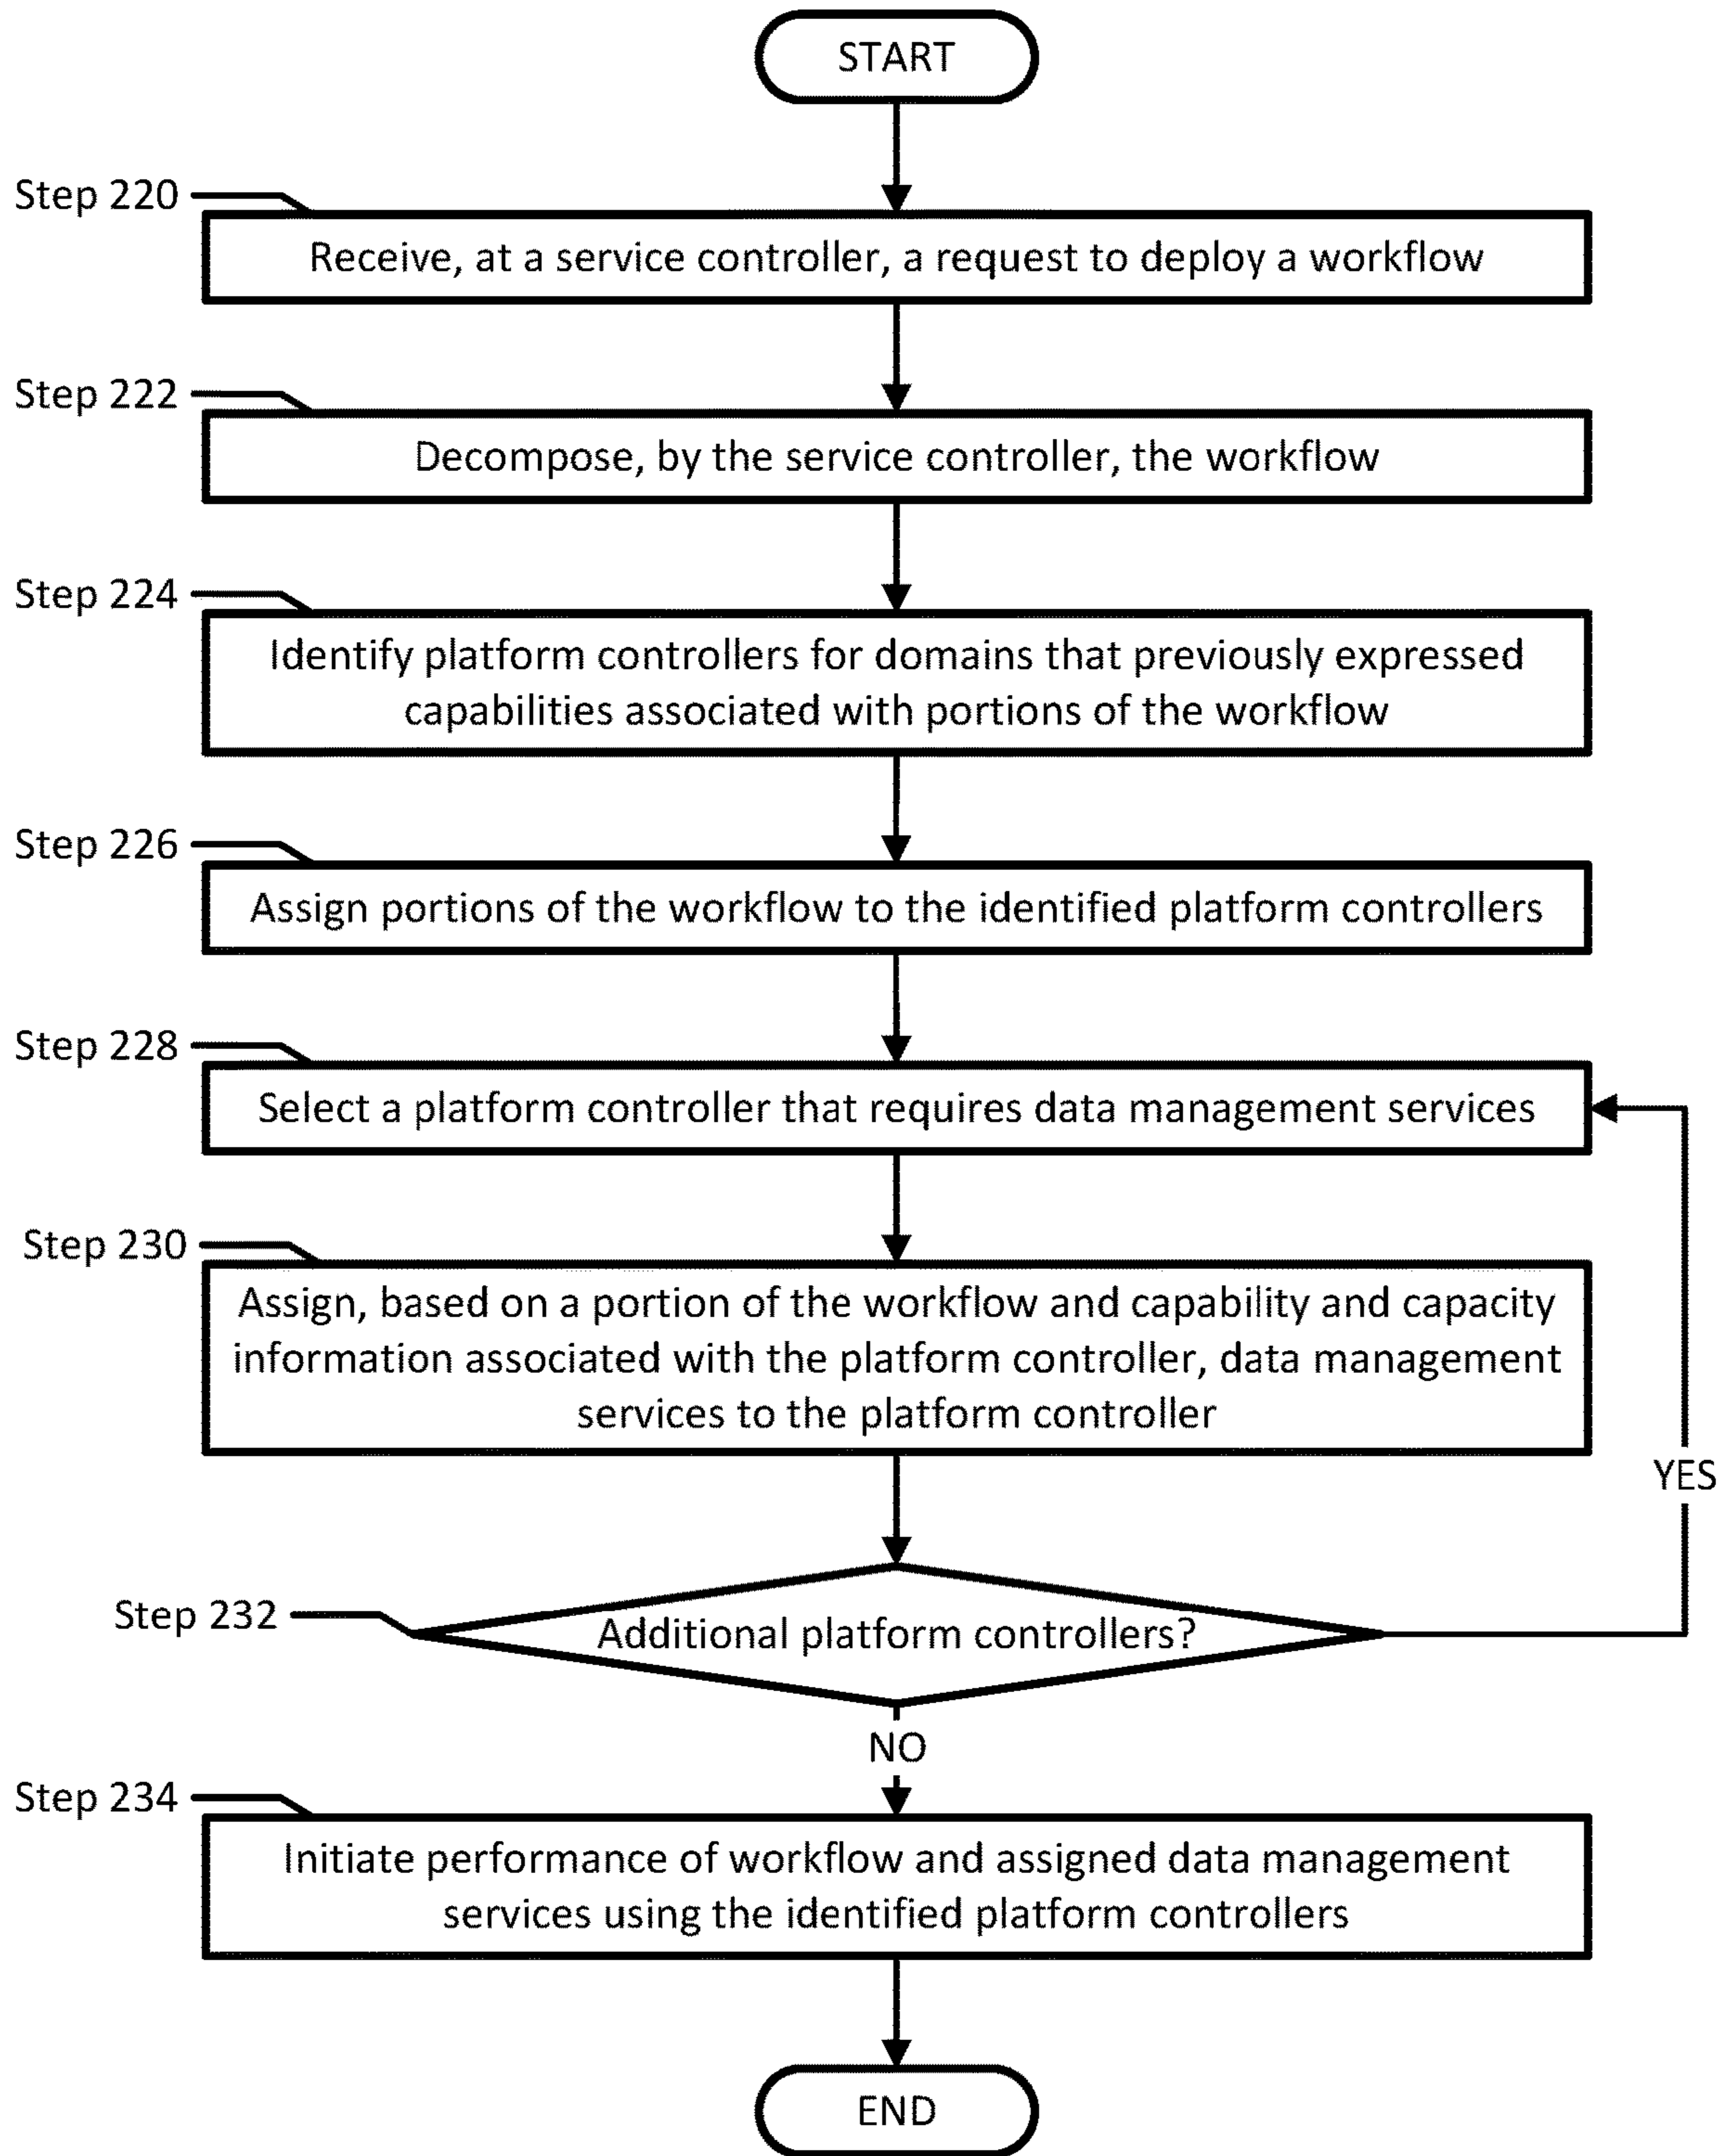 START
Step 220
Receive, at a service controller, a request to deploy a workflow
Step 222
Decompose, by the service controller, the workflow
Step 224
Identify platform controllers for domains that previously expressed
capabilities associated with portions of the workflow
Step 226
Assign portions of the workflow to the identified platform controllers
Step 228
Select a platform controller that requires data management services
Step 230
Assign, based on a portion of the workflow and capability and capacity
information associated with the platform controller, data management
services to the platform controller
YES
Step 232
Additional platform controllers?
NO
Step 234
Initiate performance of workflow and assigned data management
services using the identified platform controllers
END